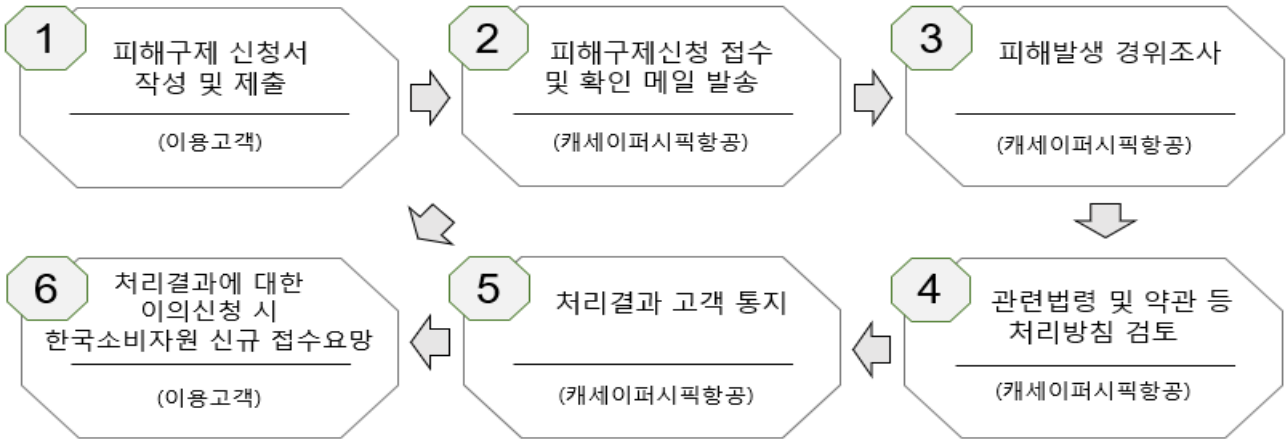 1
피해구제 신청서
작성 및 제출
(이용고객)
2
피해구제신청 접수
및 확인 메일 발송
(캐세이퍼시픽항공)
3
피해발생 경위조사
(캐세이퍼시픽항공)
4
관련법령 및 약관 등
처리방침 검토
(캐세이퍼시픽항공)
5
처리결과 고객 통지
(캐세이퍼시픽항공)
6
처리결과에 대한
이의신청 시
한국소비자원 신규 접수요망
(이용고객)